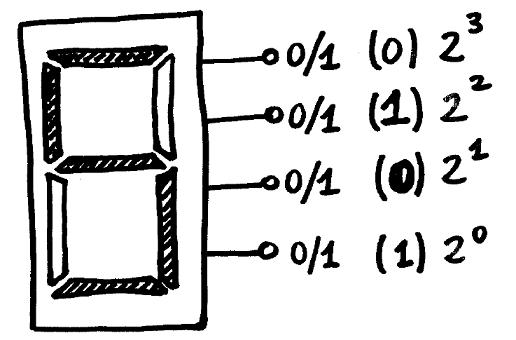 0/1 (0) 2³
0/1 (1) 2²
0/1 (0) 2¹
0/1 (1) 2⁰